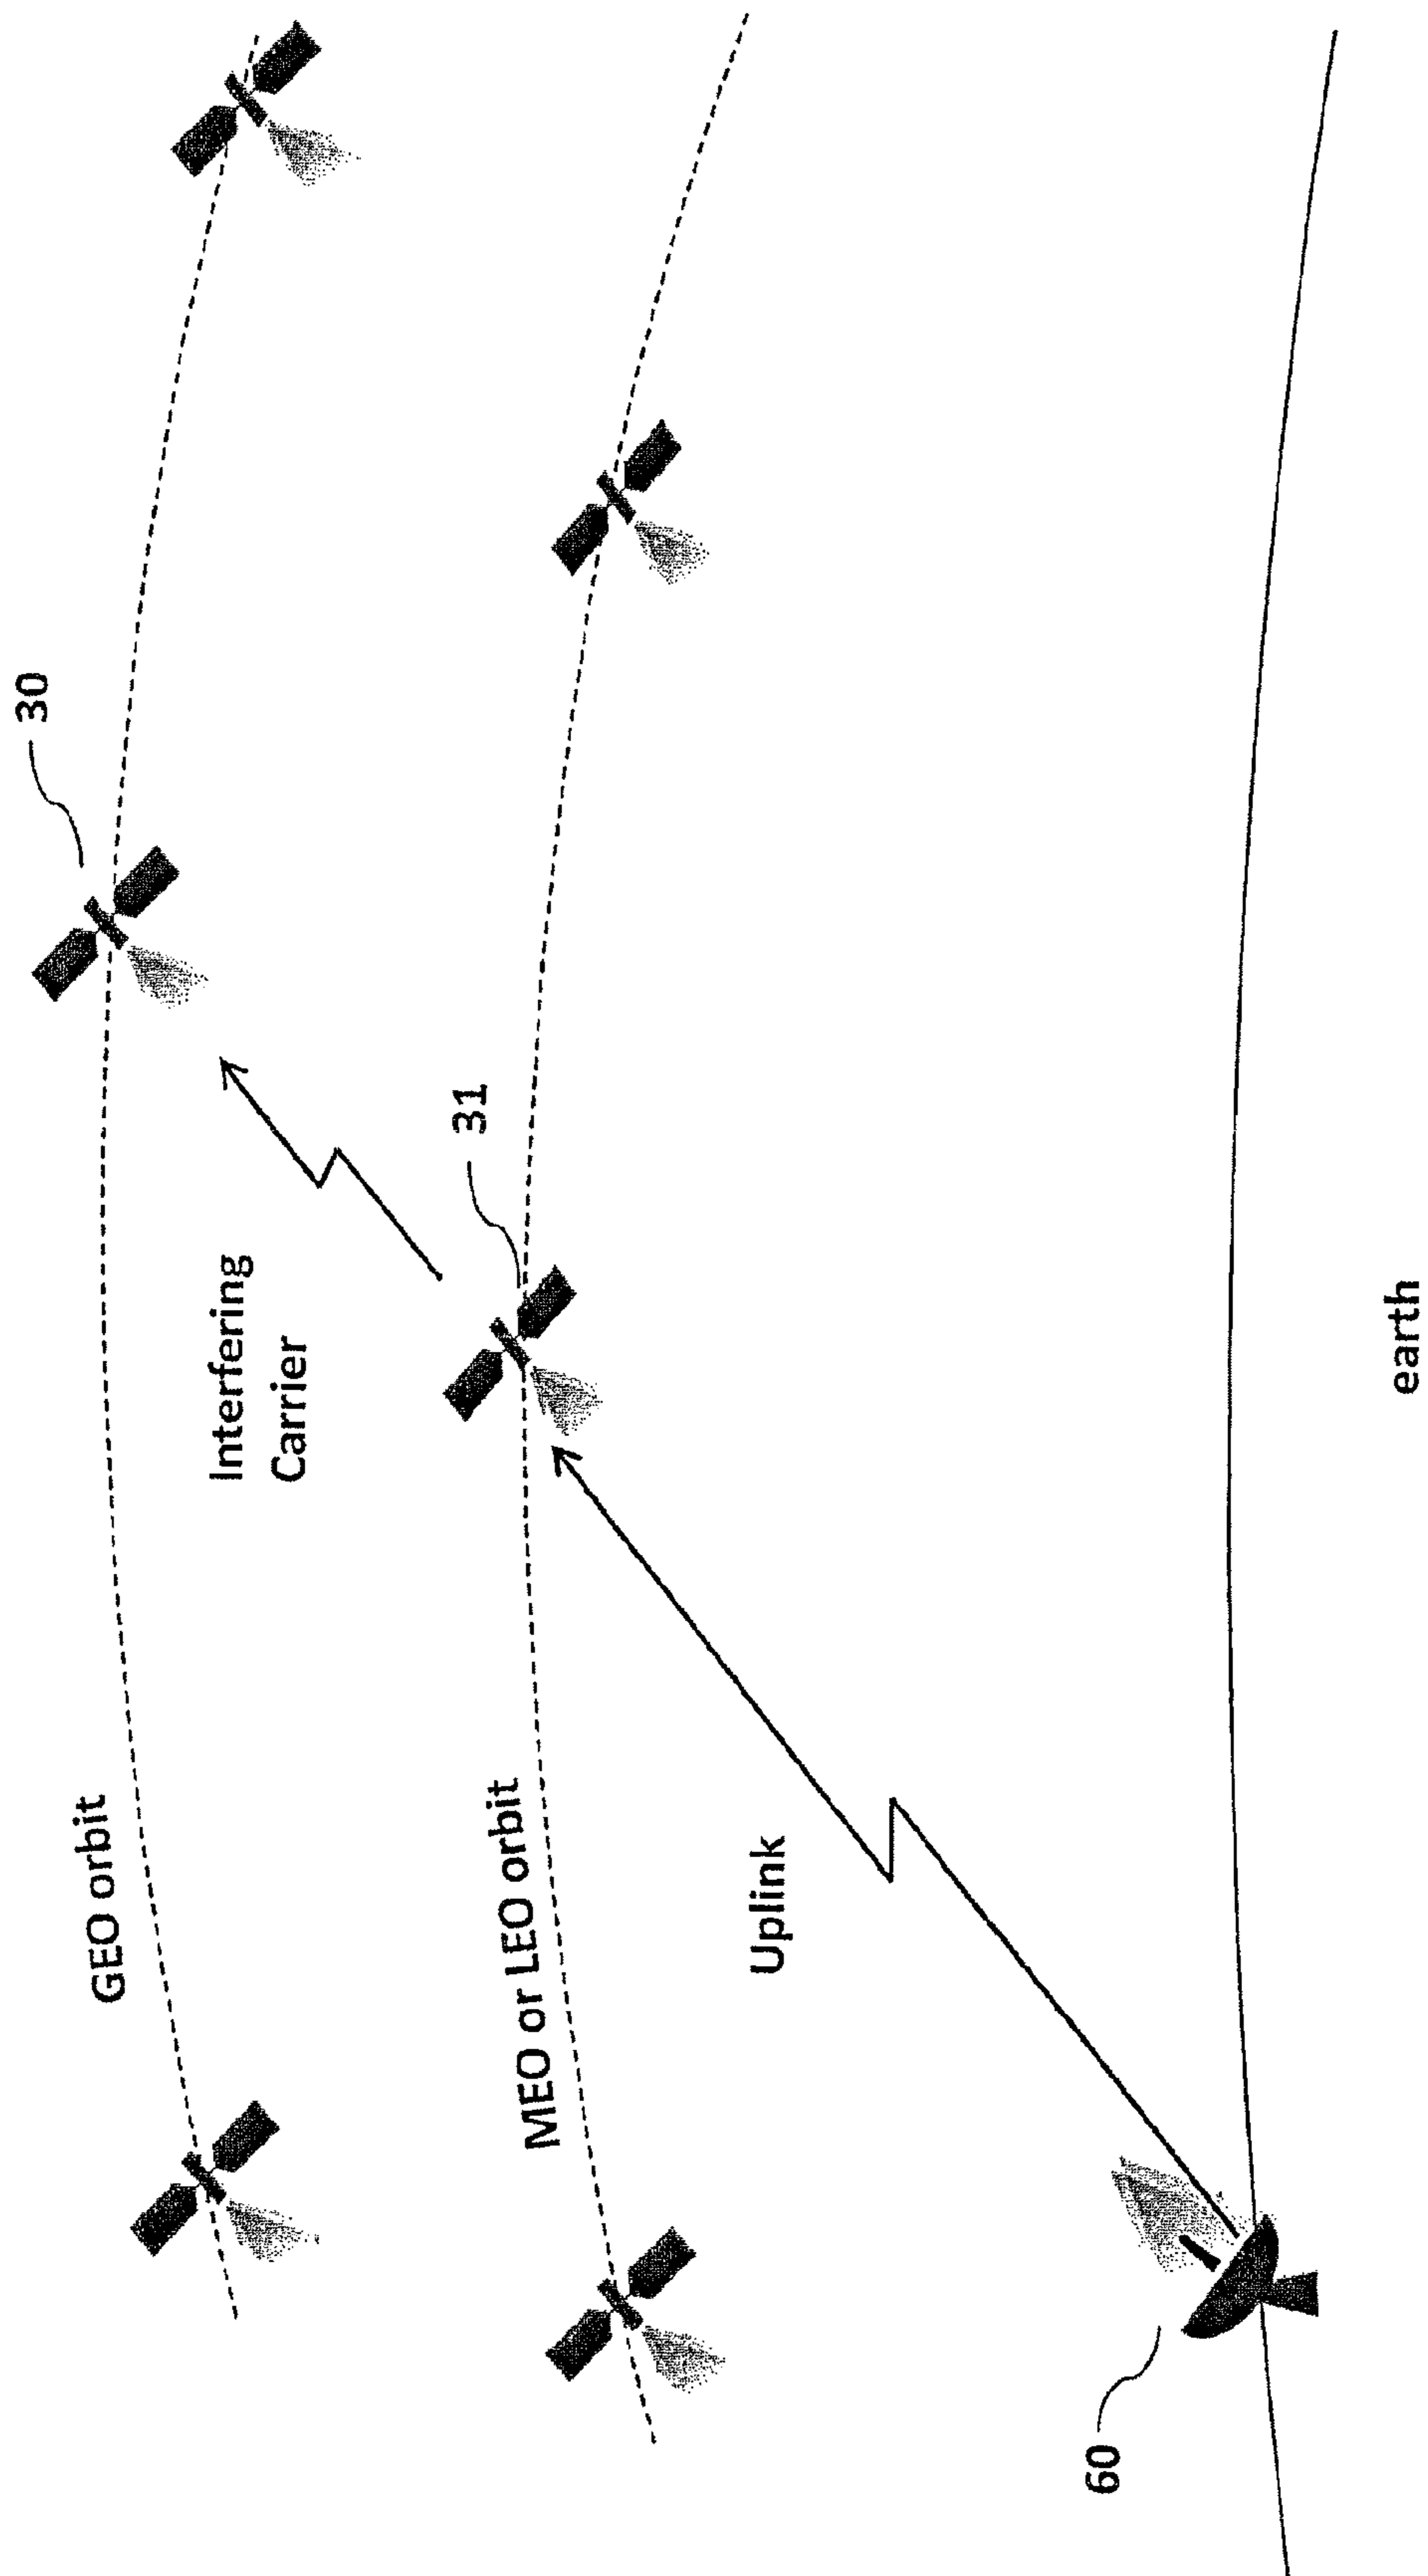 30
GEO orbit
Interfering
Carrier
31
MEO or LEO orbit
Uplink
60
earth